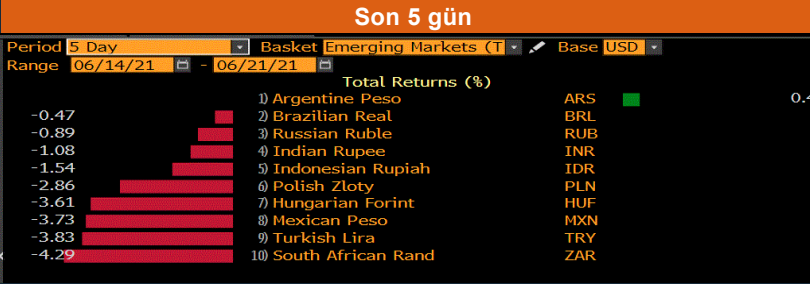 Son 5 gün
Period 5 Day Basket Emerging Markets (T Base USD
Range 06/14/21 - 06/21/21
Total Returns (%)
1) Argentine Peso ARS 0.4
-0.47 2) Brazilian Real BRL
-0.89 3) Russian Ruble RUB
-1.08 4) Indian Rupee INR
-1.54 5) Indonesian Rupiah IDR
-2.86 6) Polish Zloty PLN
-3.61 7) Hungarian Forint HUF
-3.73 8) Mexican Peso MXN
-3.83 9) Turkish Lira TRY
-4.29 10) South African Rand ZAR